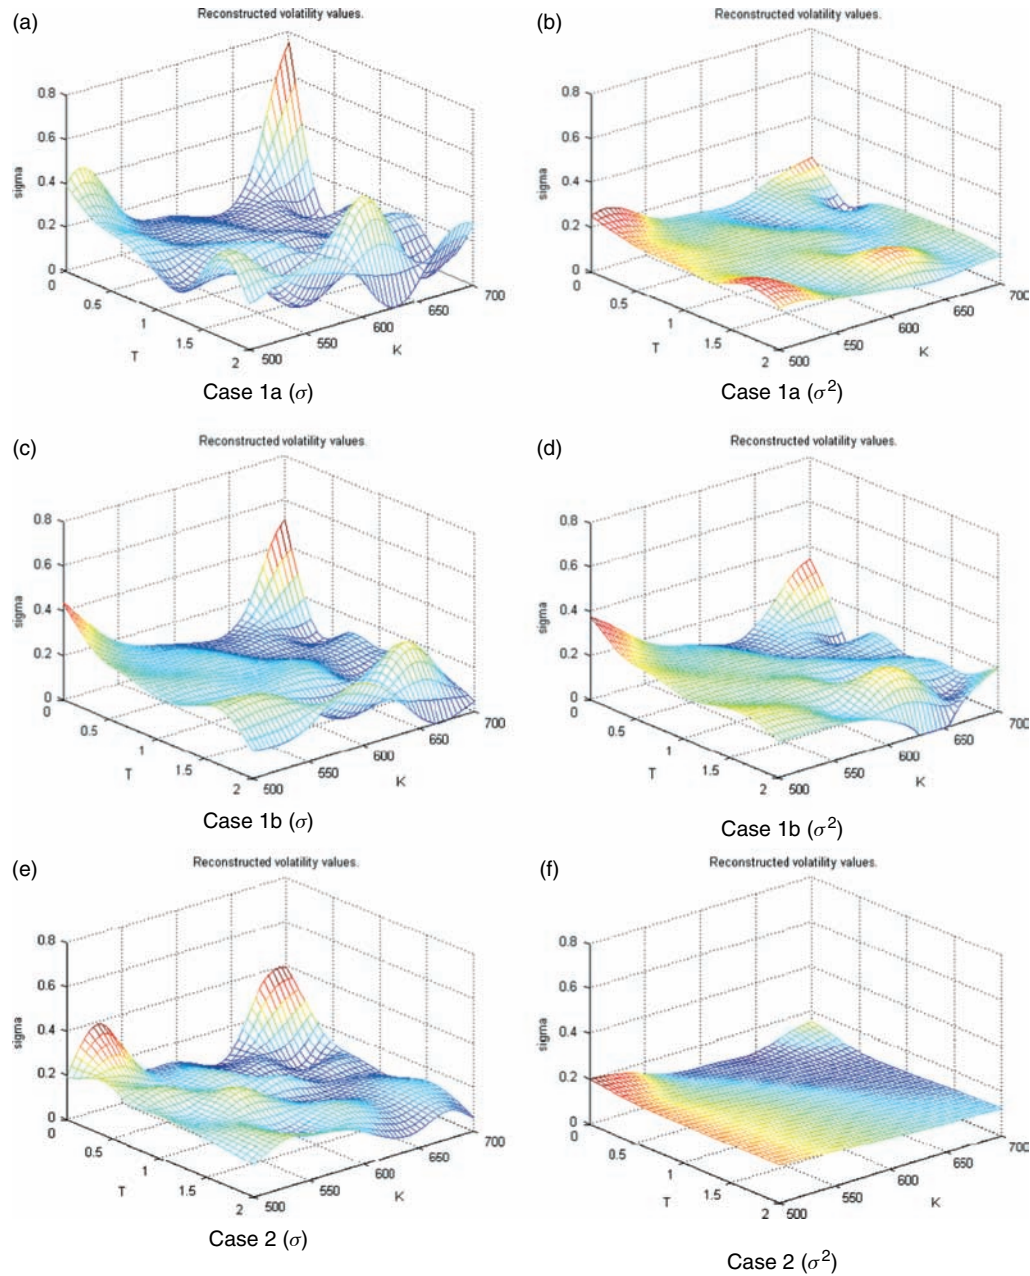 (a)
Reconstructed volatility values.
0.8
0.6
0.4
0.2
0
sigma
0
0.5
1
1.5
2
T
500
550
600
650
700
K
Case 1a (σ)
(b)
Reconstructed volatility values.
0.8
0.6
0.4
0.2
0
sigma
0
0.5
1
1.5
2
T
500
550
600
650
700
K
Case 1a (σ²)
(c)
Reconstructed volatility values.
0.8
0.6
0.4
0.2
0
sigma
0
0.5
1
1.5
2
T
500
550
600
650
700
K
Case 1b (σ)
(d)
Reconstructed volatility values.
0.8
0.6
0.4
0.2
0
sigma
0
0.5
1
1.5
2
T
500
550
600
650
700
K
Case 1b (σ²)
(e)
Reconstructed volatility values.
0.8
0.6
0.4
0.2
0
sigma
0
0.5
1
1.5
2
T
500
550
600
650
700
K
Case 2 (σ)
(f)
Reconstructed volatility values.
0.8
0.6
0.4
0.2
0
sigma
0
0.5
1
1.5
2
T
500
550
600
650
700
K
Case 2 (σ²)